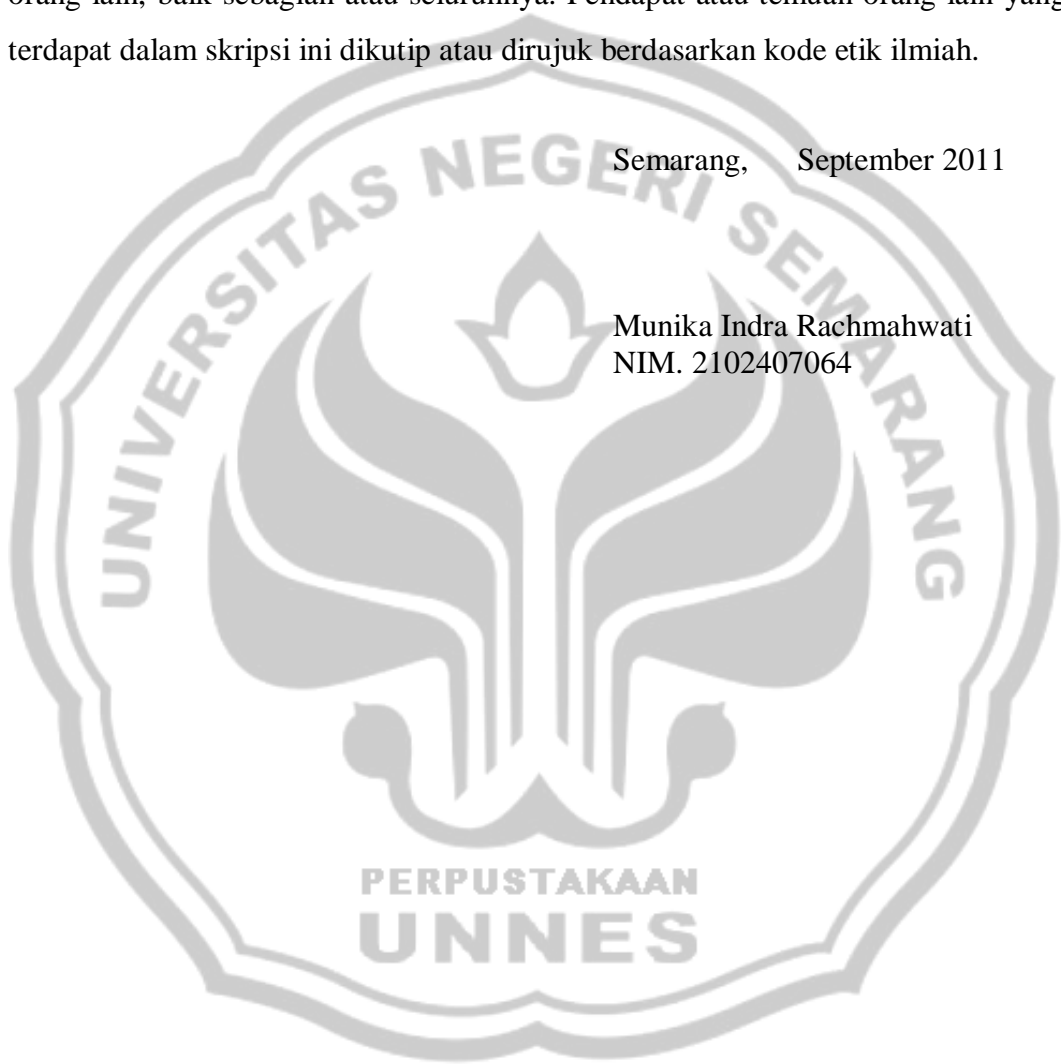 orang lain, baik sebagian atau seluruhnya. Pendapat atau temuan orang lain yang
terdapat dalam skripsi ini dikutip atau dirujuk berdasarkan kode etik ilmiah.
Semarang, September 2011
Munika Indra Rachmahwati
NIM. 2102407064
UNIVERSITAS NEGERI SEMARANG
PERPUSTAKAAN
UNNES